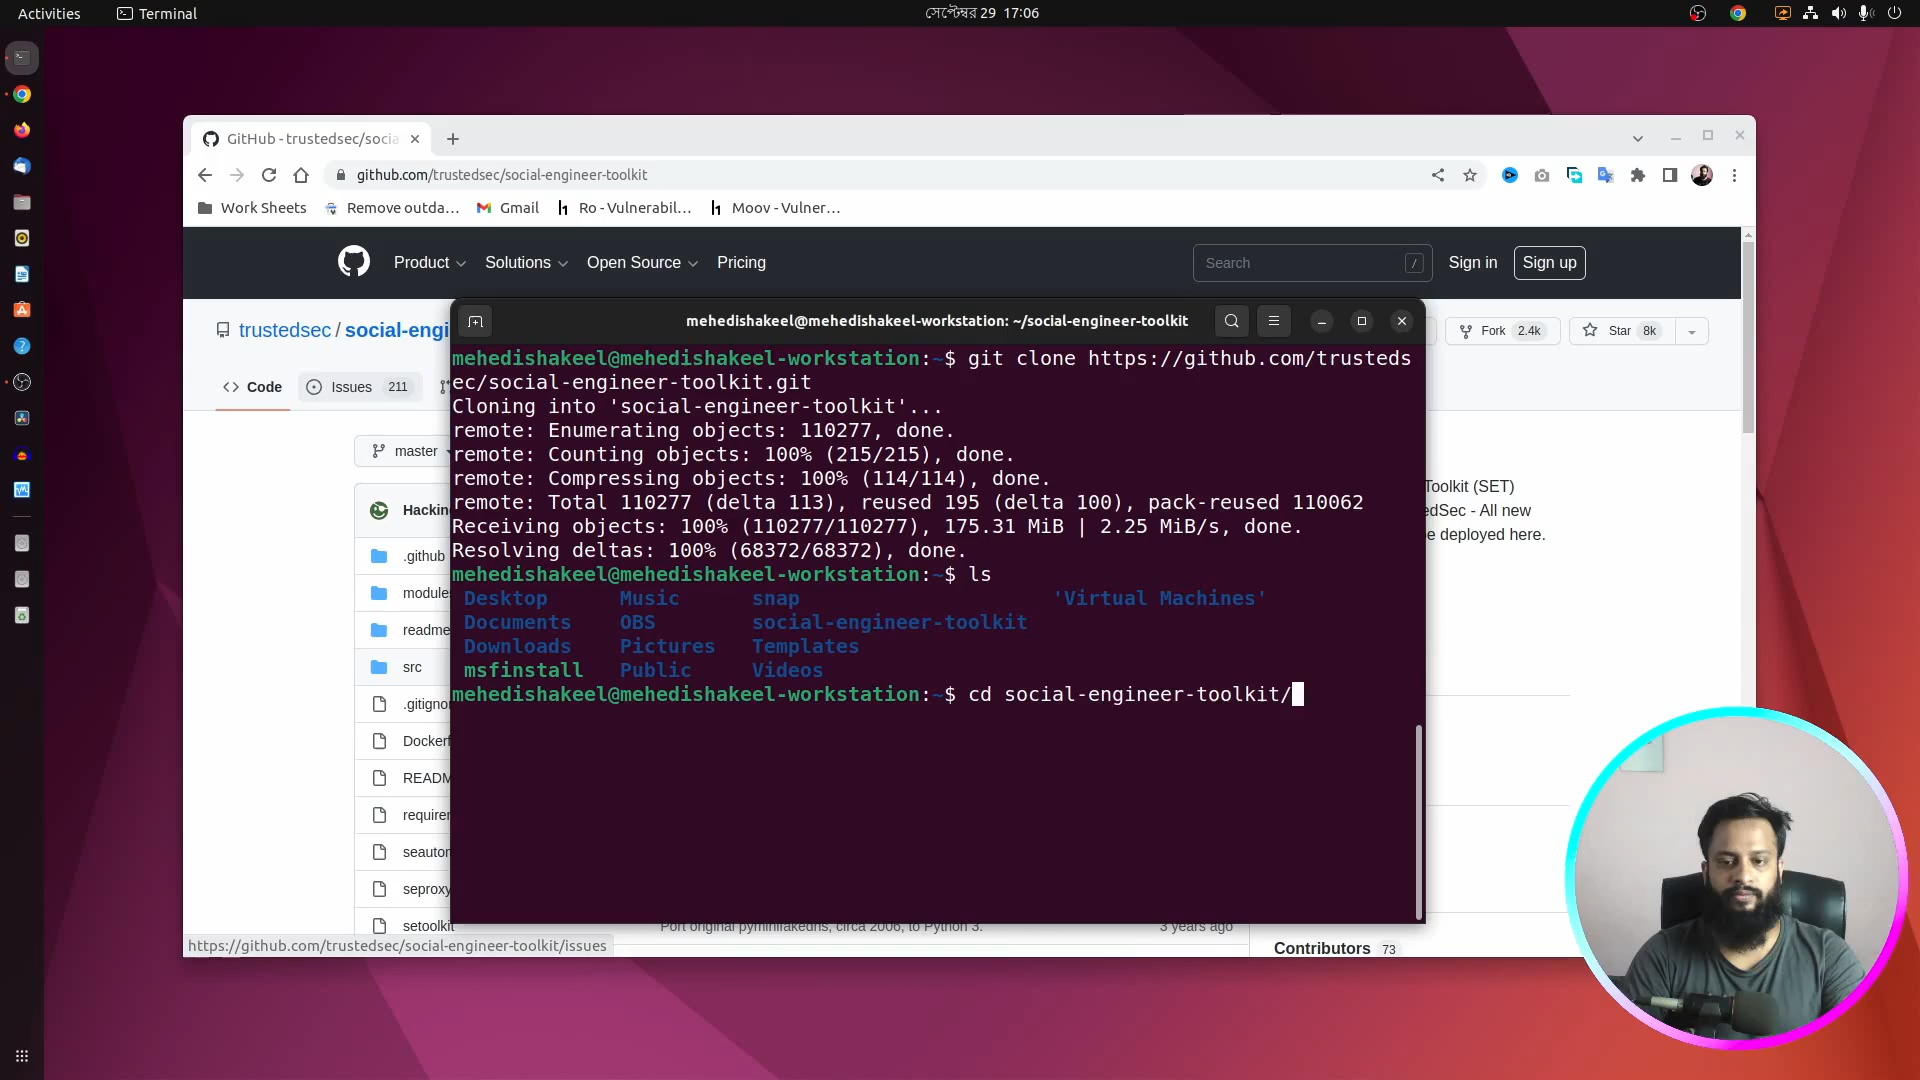 Activities
Terminal
সেপ্টেম্বর 29 17:06
GitHub - trustedsec/socia
github.com/trustedsec/social-engineer-toolkit
Work Sheets
Remove outda…
Gmail
Ro - Vulnerabil…
Moov - Vulner…
Product
Solutions
Open Source
Pricing
Search
/
Sign in
Sign up
trustedsec / social-engi
Fork 2.4k
Star 8k
Code
Issues 211
master
Toolkit (SET)
edSec - All new
e deployed here.
.github
module
readme
src
.gitigno
READM
requirer
seauton
seproxy
setoolkit
Port original pyminifakedns, circa 2006, to Python 3.
3 years ago
Contributors 73
https://github.com/trustedsec/social-engineer-toolkit/issues
mehedishakeel@mehedishakeel-workstation: ~/social-engineer-toolkit
mehedishakeel@mehedishakeel-workstation:~$ git clone https://github.com/trusteds
ec/social-engineer-toolkit.git
Cloning into 'social-engineer-toolkit'...
remote: Enumerating objects: 110277, done.
remote: Counting objects: 100% (215/215), done.
remote: Compressing objects: 100% (114/114), done.
remote: Total 110277 (delta 113), reused 195 (delta 100), pack-reused 110062
Receiving objects: 100% (110277/110277), 175.31 MiB | 2.25 MiB/s, done.
Resolving deltas: 100% (68372/68372), done.
mehedishakeel@mehedishakeel-workstation:~$ ls
Desktop Music snap 'Virtual Machines'
Documents OBS social-engineer-toolkit
Downloads Pictures Templates
msfinstall Public Videos
mehedishakeel@mehedishakeel-workstation:~$ cd social-engineer-toolkit/